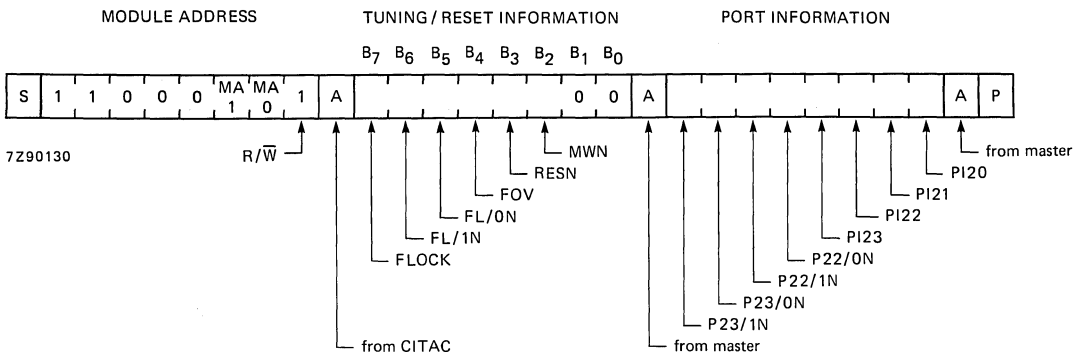 MODULE ADDRESS TUNING / RESET INFORMATION PORT INFORMATION
B7 B6 B5 B4 B3 B2 B1 B0
S 1 1 0 0 0 MA 1 MA 0 1 A 0 0 A A P
7Z90130
R/W̅
MWN
from master
RESN
PI20
FOV
PI21
FL/0N
PI22
FL/1N
PI23
FLOCK
P22/0N
P22/1N
P23/0N
P23/1N
from CITAC
from master